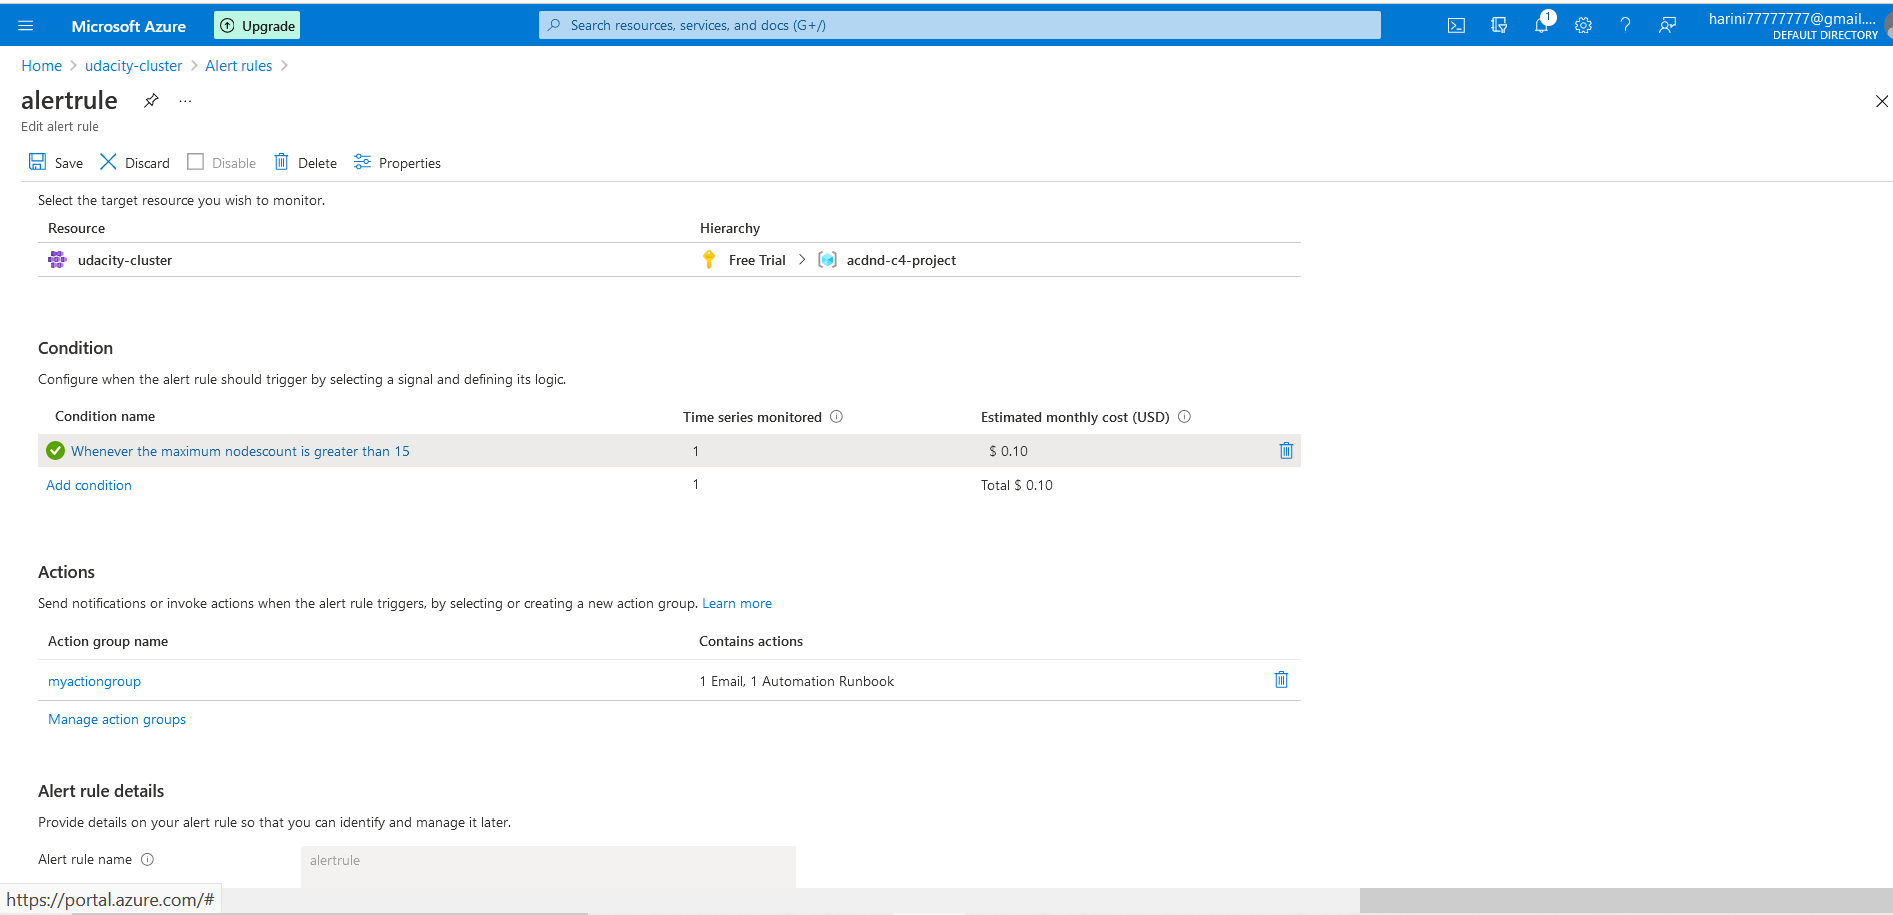 Microsoft Azure
Upgrade
Search resources, services, and docs (G+/)
1
harini77777777@gmail....
DEFAULT DIRECTORY
Home > udacity-cluster > Alert rules >
alertrule ...
Edit alert rule
Save Discard Disable Delete Properties
Select the target resource you wish to monitor.
Resource Hierarchy
udacity-cluster Free Trial > acdnd-c4-project
Condition
Configure when the alert rule should trigger by selecting a signal and defining its logic.
Condition name Time series monitored Estimated monthly cost (USD)
Whenever the maximum nodescount is greater than 15 1 $ 0.10
Add condition 1 Total $ 0.10
Actions
Send notifications or invoke actions when the alert rule triggers, by selecting or creating a new action group. Learn more
Action group name Contains actions
myactiongroup 1 Email, 1 Automation Runbook
Manage action groups
Alert rule details
Provide details on your alert rule so that you can identify and manage it later.
Alert rule name alertrule
https://portal.azure.com/#